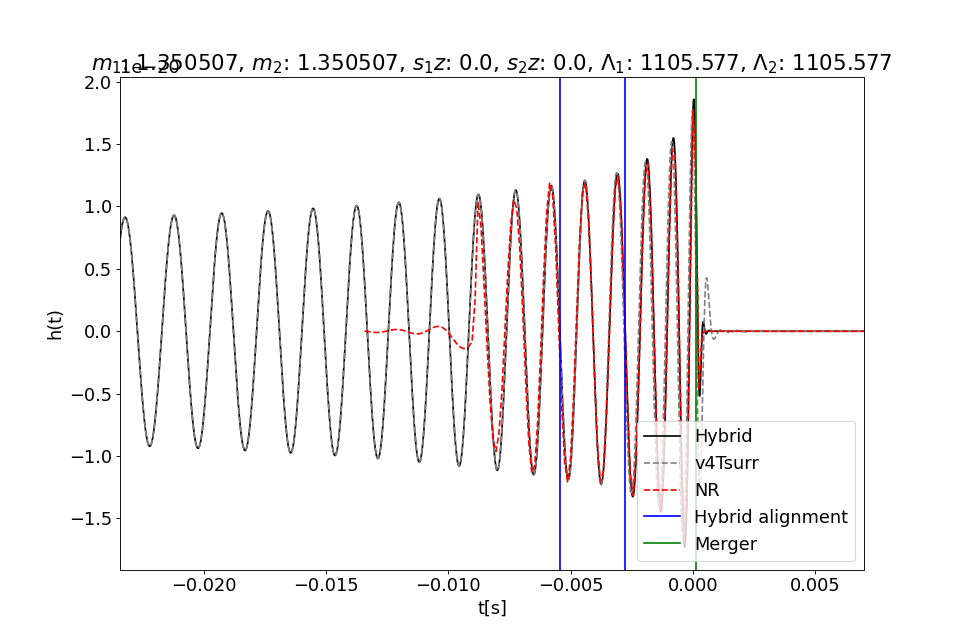 m₁: 1.350507, m₂: 1.350507, s₁z: 0.0, s₂z: 0.0, Λ₁: 1105.577, Λ₂: 1105.577
1e−20
2.0
1.5
1.0
0.5
0.0
−0.5
−1.0
−1.5
h(t)
Hybrid
v4Tsurr
NR
Hybrid alignment
Merger
−0.020
−0.015
−0.010
−0.005
0.000
0.005
t[s]